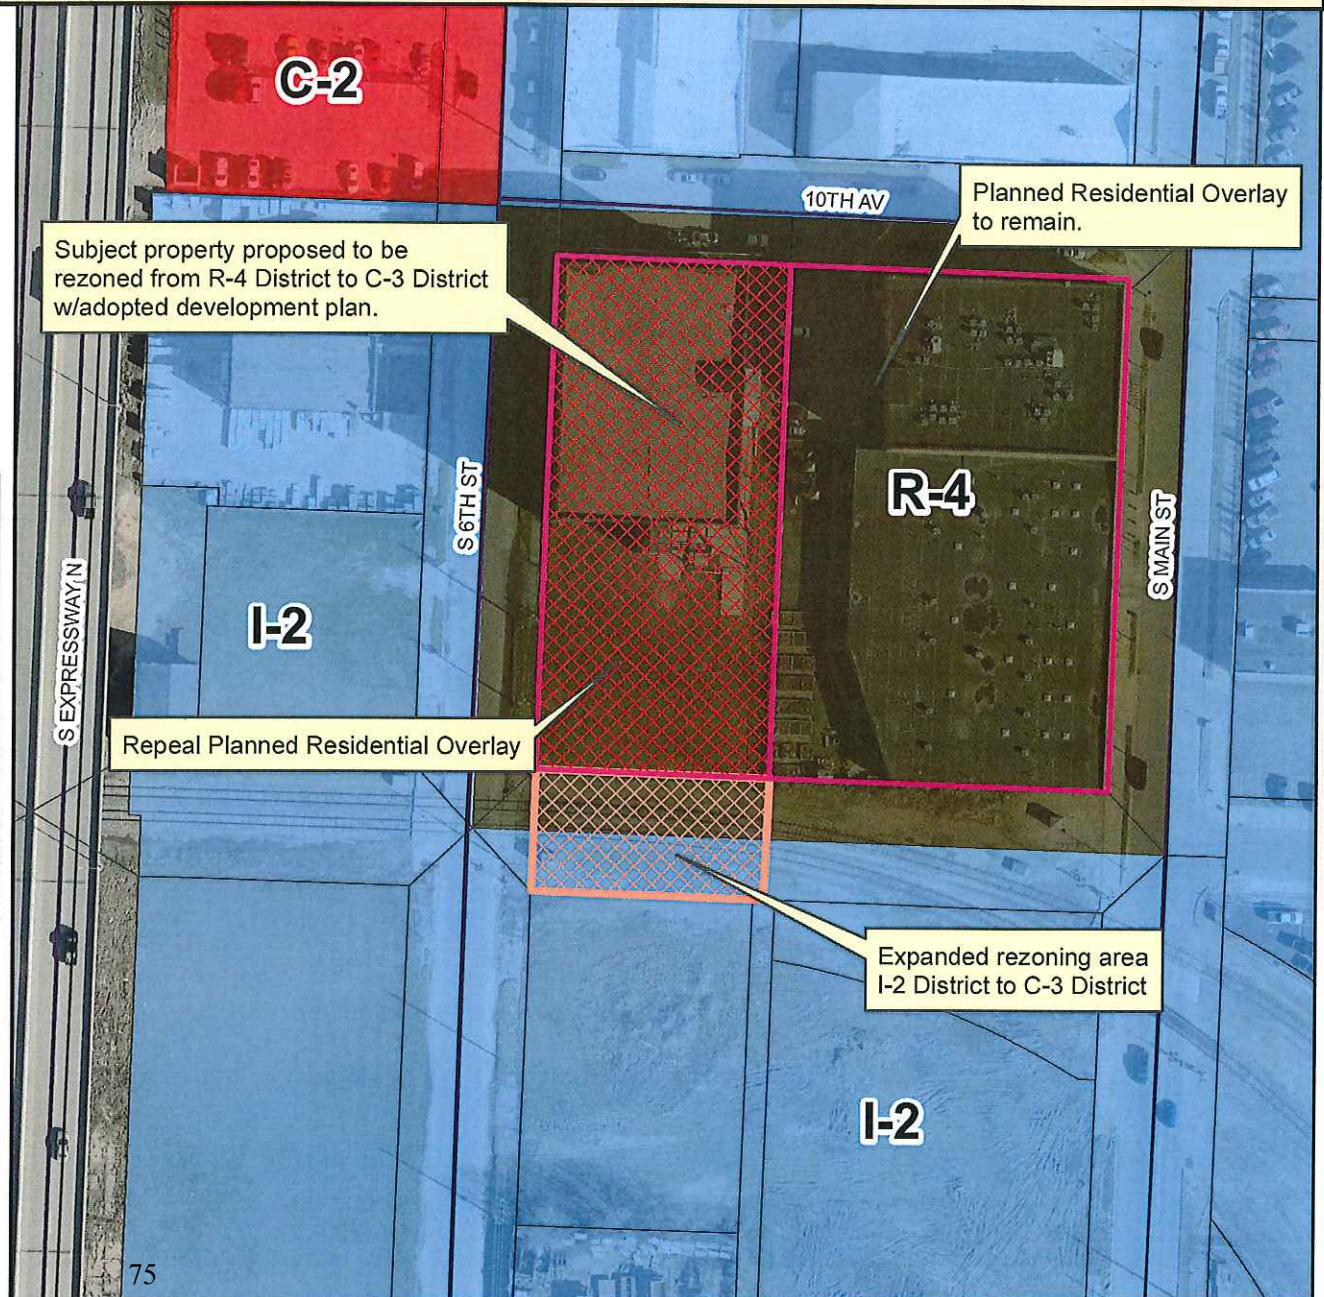 C-2
10TH AV
Planned Residential Overlay
to remain.
Subject property proposed to be
rezoned from R-4 District to C-3 District
w/adopted development plan.
R-4
S 6TH ST
S MAIN ST
I-2
S EXPRESSWAY N
Repeal Planned Residential Overlay
Expanded rezoning area
I-2 District to C-3 District
I-2
75